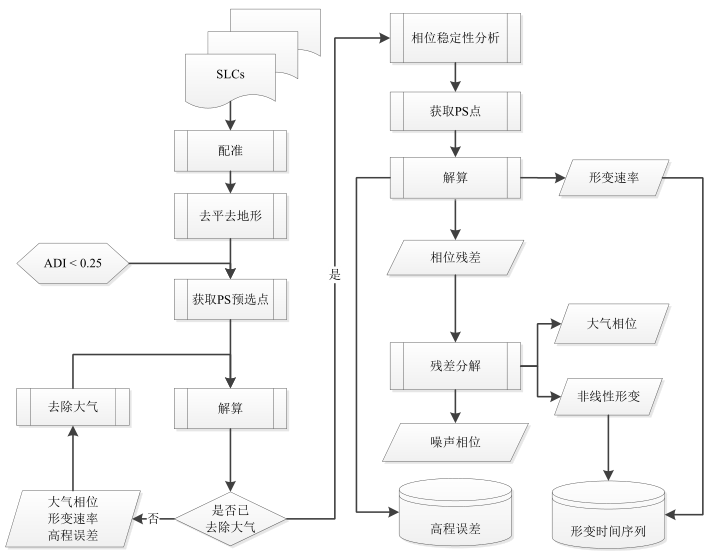 SLCs
配准
去平去地形
ADI < 0.25
获取PS预选点
去除大气
解算
大气相位
形变速率
高程误差
否
是否已
去除大气
是
相位稳定性分析
获取PS点
解算
形变速率
相位残差
大气相位
残差分解
非线性形变
噪声相位
高程误差
形变时间序列